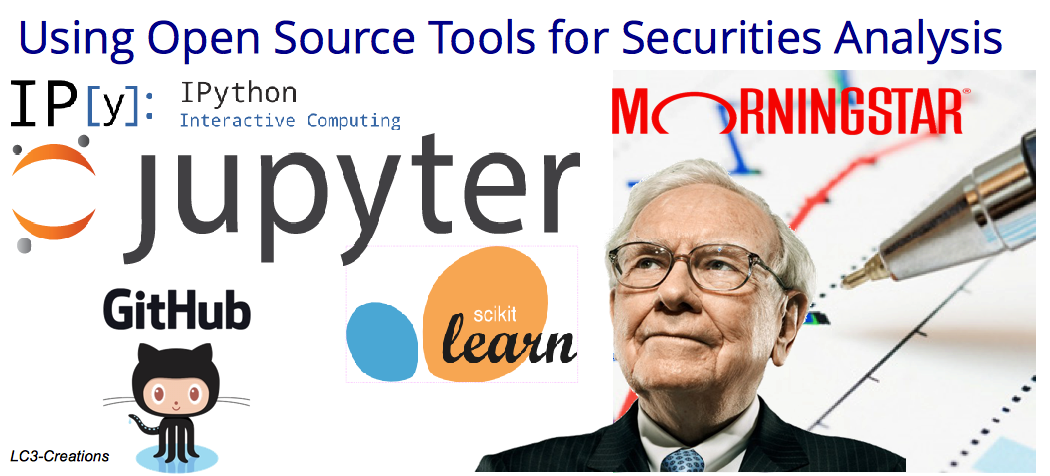 Using Open Source Tools for Securities Analysis
IP[y]:
IPython
Interactive Computing
MORNINGSTAR®
jupyter
GitHub
scikit
learn
LC3-Creations